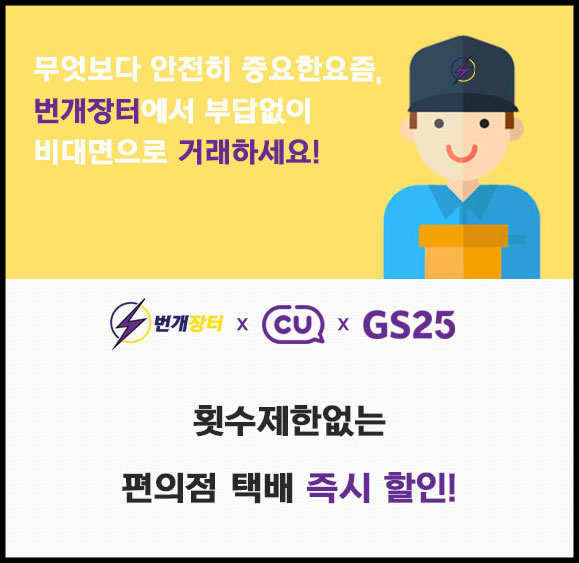 무엇보다 안전히 중요한요즘,
번개장터에서 부답없이
비대면으로 거래하세요!
번개장터 x CU x GS25
횟수제한없는
편의점 택배 즉시 할인!